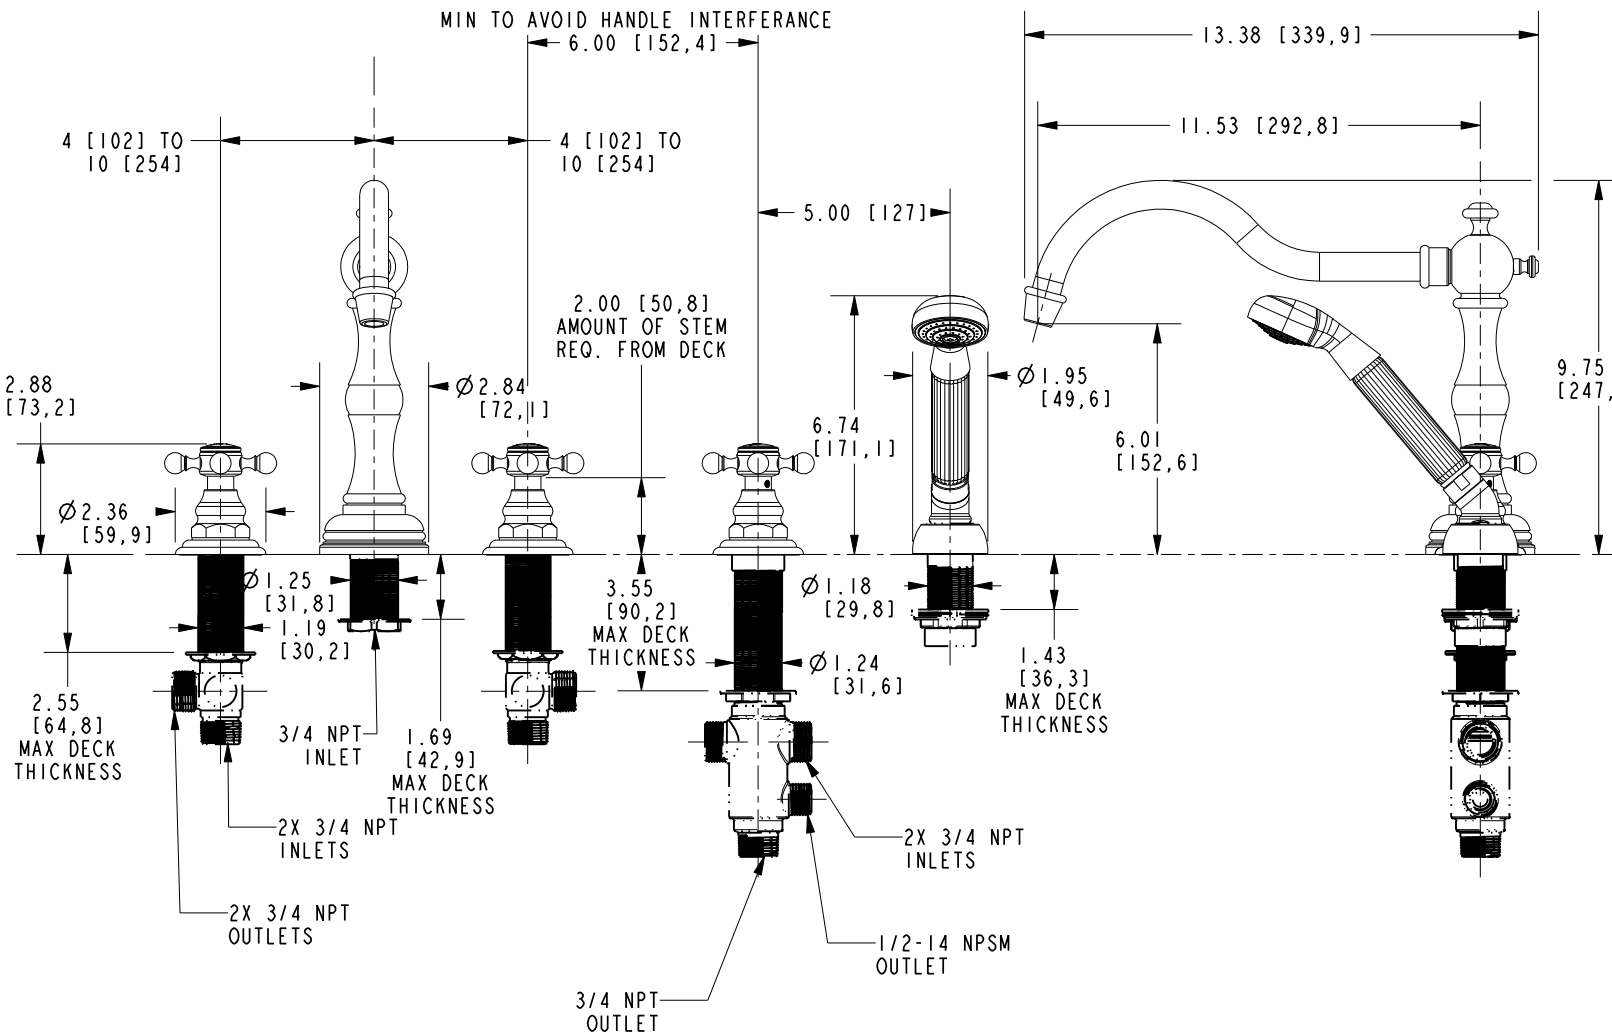 MIN TO AVOID HANDLE INTERFERANCE
6.00 [152,4]
13.38 [339,9]
11.53 [292,8]
4 [102] TO
10 [254]
4 [102] TO
10 [254]
5.00 [127]
2.00 [50,8]
AMOUNT OF STEM
REQ. FROM DECK
2.88
[73,2]
Ø2.84
[72,1]
Ø1.95
[49,6]
9.75
[247,
6.74
[171,1]
6.01
[152,6]
Ø2.36
[59,9]
Ø1.25
[31,8]
1.19
[30,2]
3.55
[90,2]
MAX DECK
THICKNESS
Ø1.18
[29,8]
Ø1.24
[31,6]
1.43
[36,3]
MAX DECK
THICKNESS
2.55
[64,8]
MAX DECK
THICKNESS
3/4 NPT
INLET
1.69
[42,9]
MAX DECK
THICKNESS
2X 3/4 NPT
INLETS
2X 3/4 NPT
INLETS
2X 3/4 NPT
OUTLETS
1/2-14 NPSM
OUTLET
3/4 NPT
OUTLET